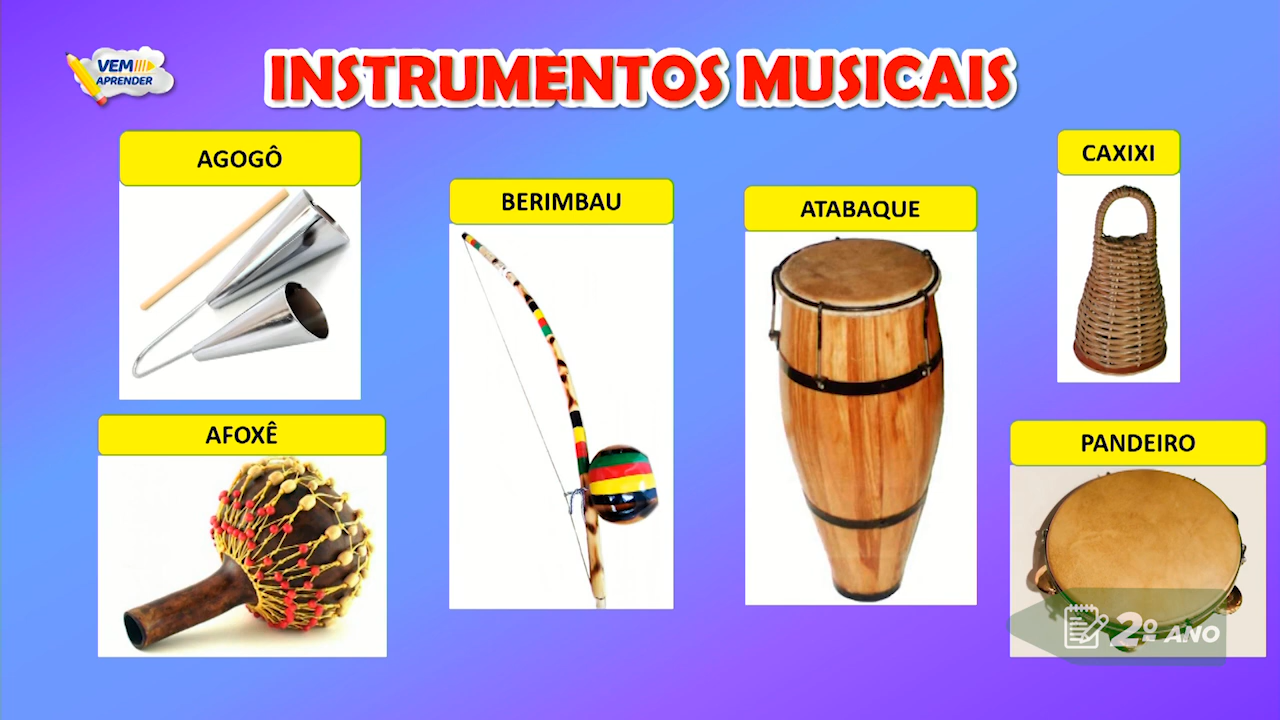 VEM
APRENDER
INSTRUMENTOS MUSICAIS
AGOGÔ
BERIMBAU
ATABAQUE
CAXIXI
AFOXÊ
PANDEIRO
2º ANO